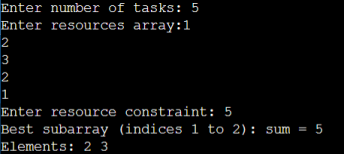 Enter number of tasks: 5
Enter resources array:1
2
3
2
1
Enter resource constraint: 5
Best subarray (indices 1 to 2): sum = 5
Elements: 2 3